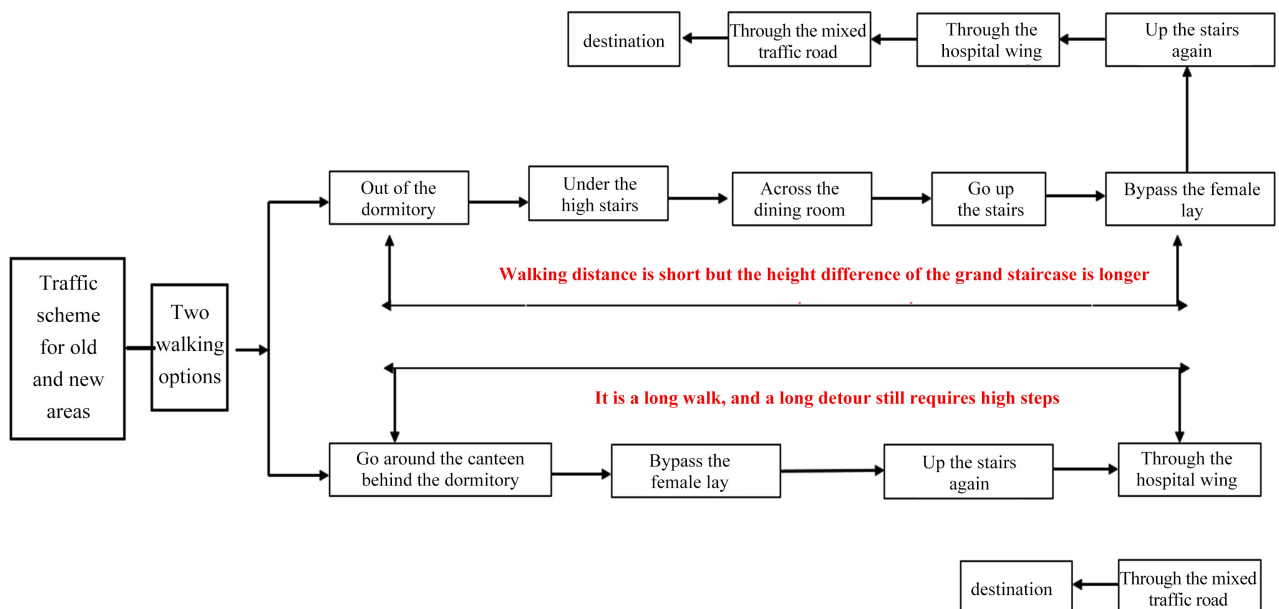 destination
Through the mixed
traffic road
Through the
hospital wing
Up the stairs
again
Out of the
dormitory
Under the
high stairs
Across the
dining room
Go up
the stairs
Bypass the female
lay
Walking distance is short but the height difference of the grand staircase is longer
Traffic
scheme
for old
and new
areas
Two
walking
options
It is a long walk, and a long detour still requires high steps
Go around the canteen
behind the dormitory
Bypass the
female lay
Up the stairs
again
Through the
hospital wing
destination
Through the mixed
traffic road